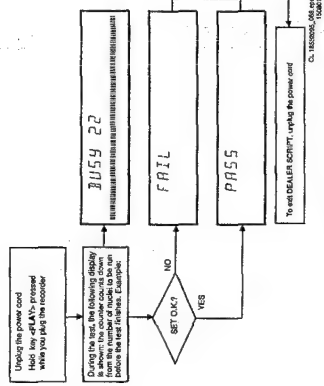 Unplug the power cord
Hold key <PLAY> pressed
while you plug the recorder
During the test, the following display
is shown: the counter counts down
from the number of nuclei to be run
before the test finishes. Example:
BUSY 22
SET O.K.?
NO
YES
FAIL
PASS
To exit DEALER SCRIPT, unplug the power cord